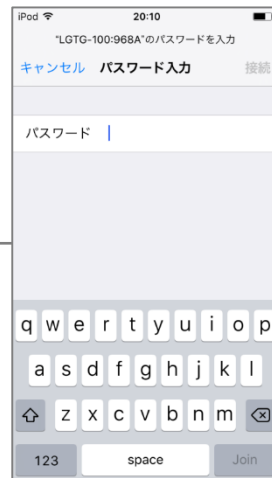 iPod 20:10
"LGTG-100:968A"のパスワードを入力
キャンセル パスワード入力 接続
パスワード
q w e r t y u i o p
a s d f g h j k l
z x c v b n m
123 space Join